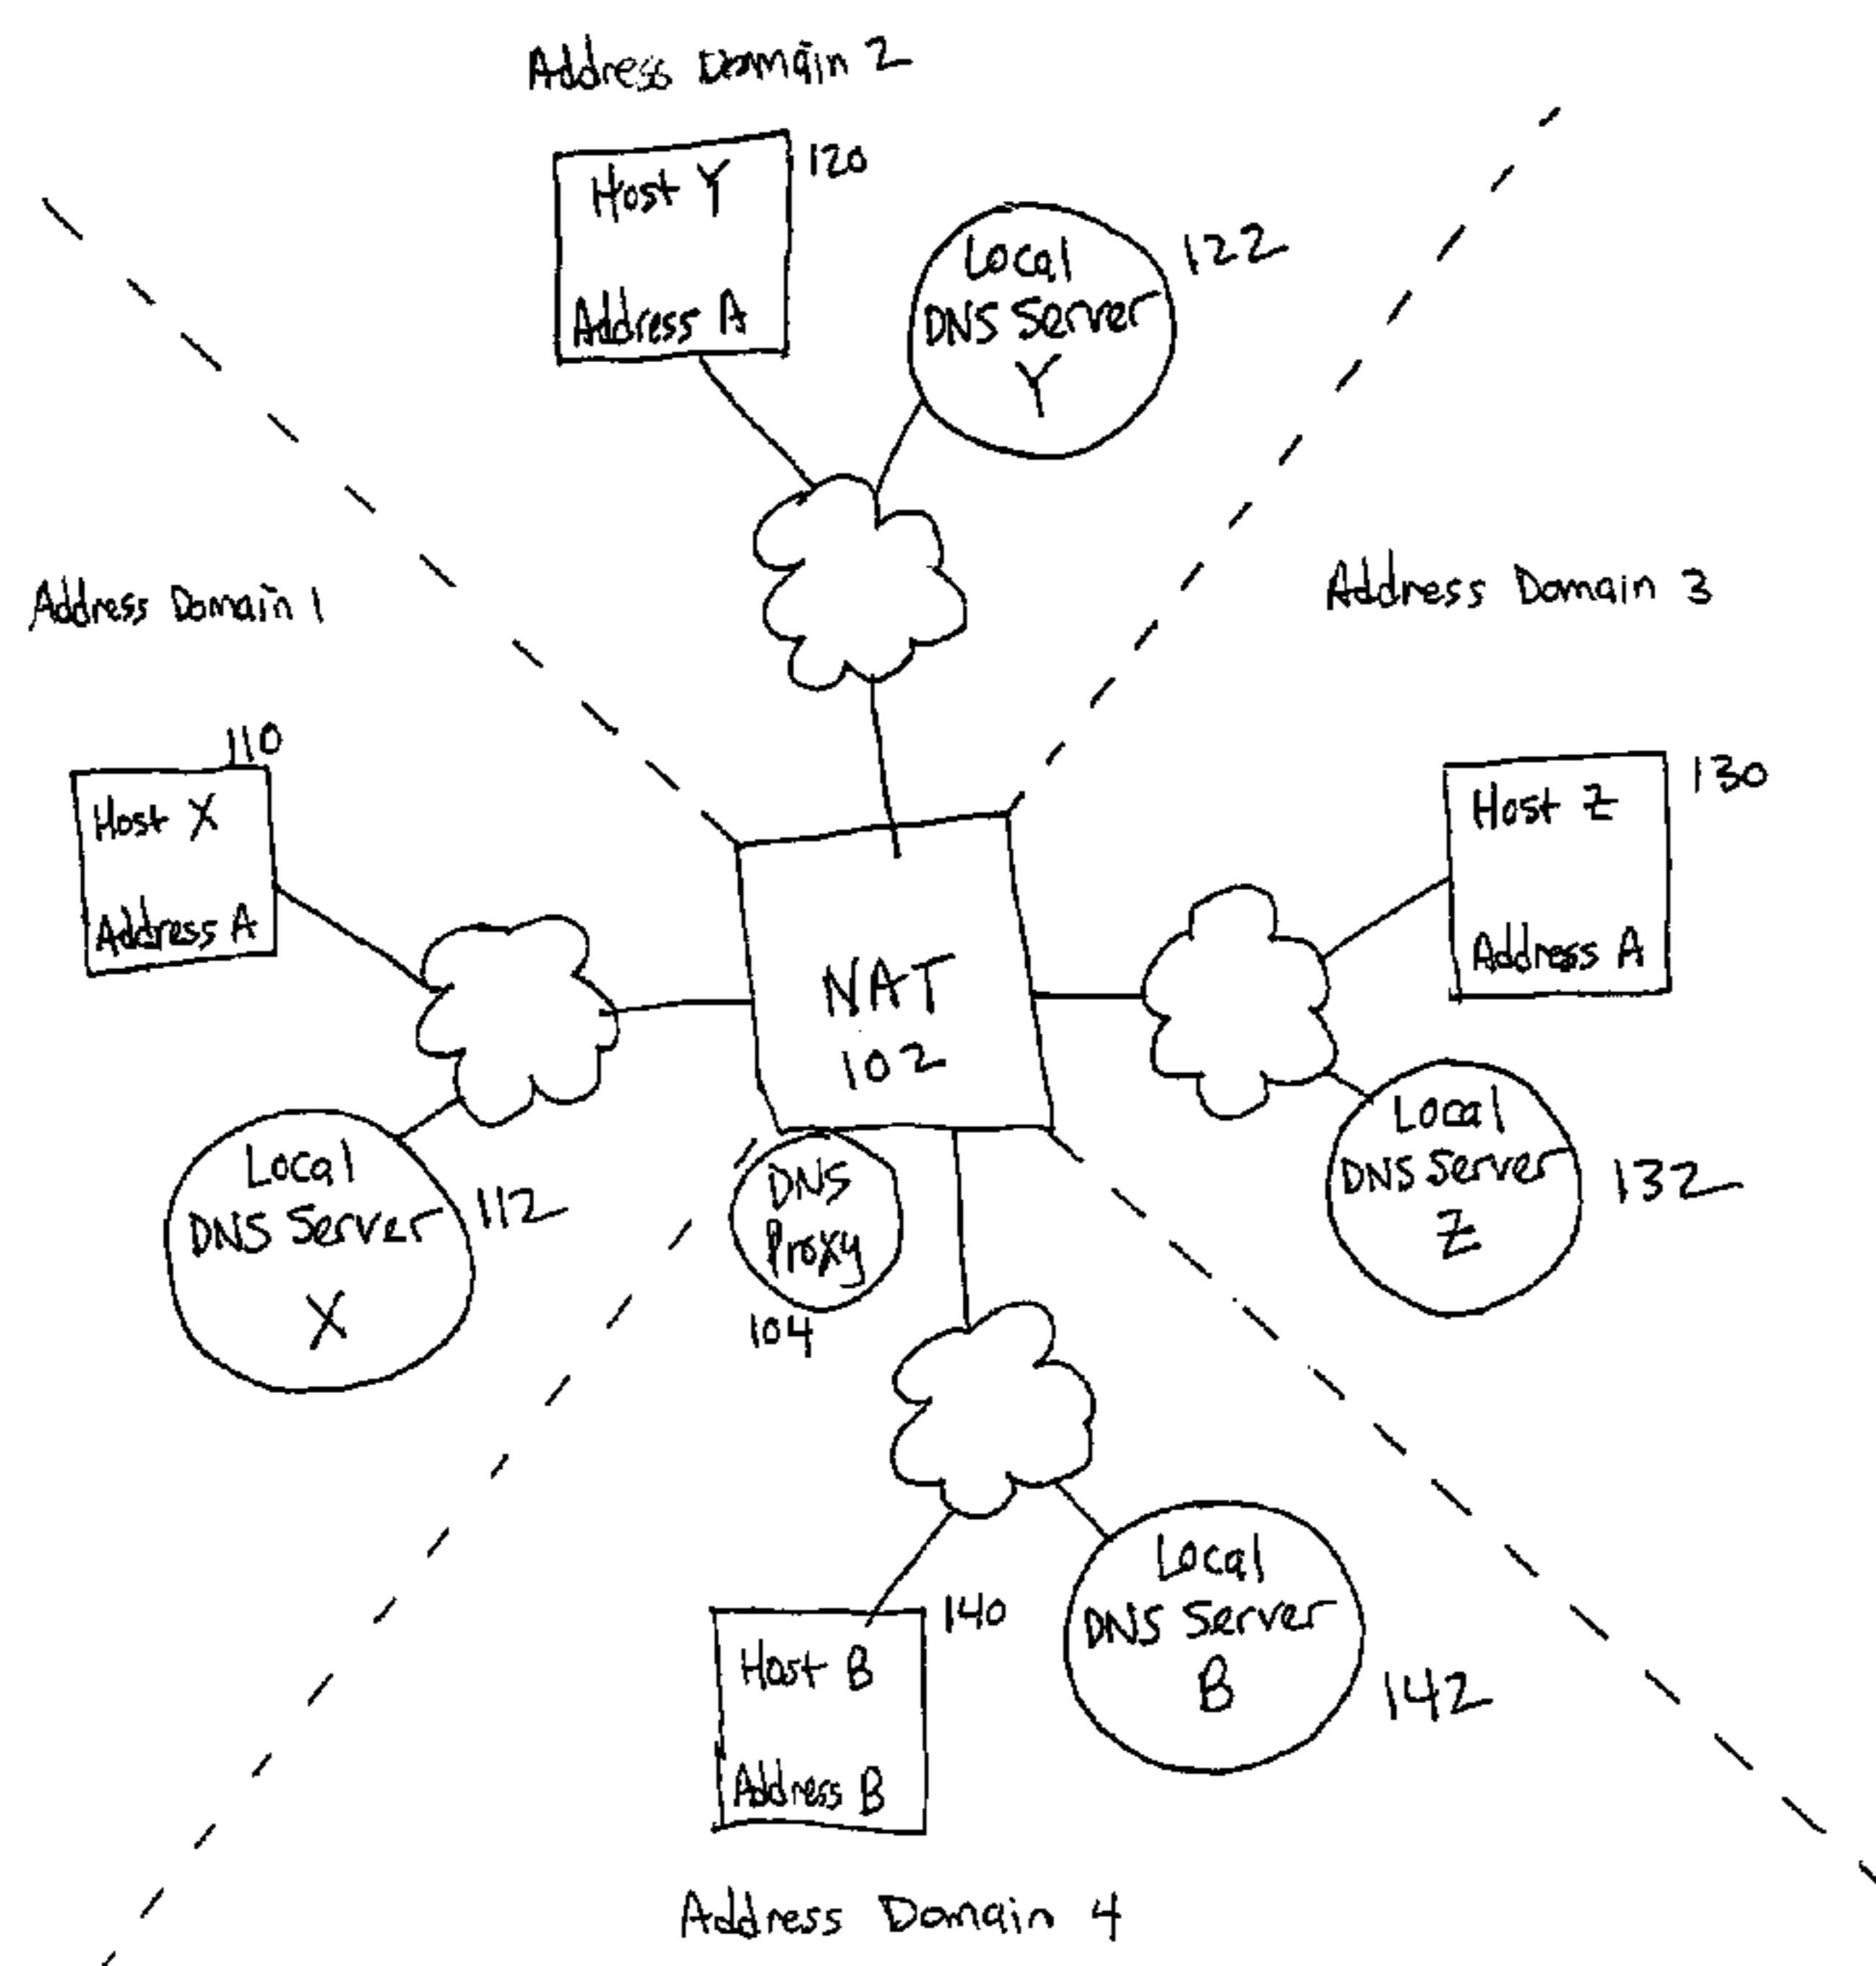 Address Domain 2
Host Y
Address A
120
Local
DNS Server
Y
122
Address Domain 1
Address Domain 3
110
Host X
Address A
130
Host Z
Address A
NAT
102
Local
DNS Server
X
112
DNS
Proxy
104
Local
DNS Server
Z
132
140
Host B
Address B
Local
DNS Server
B
142
Address Domain 4